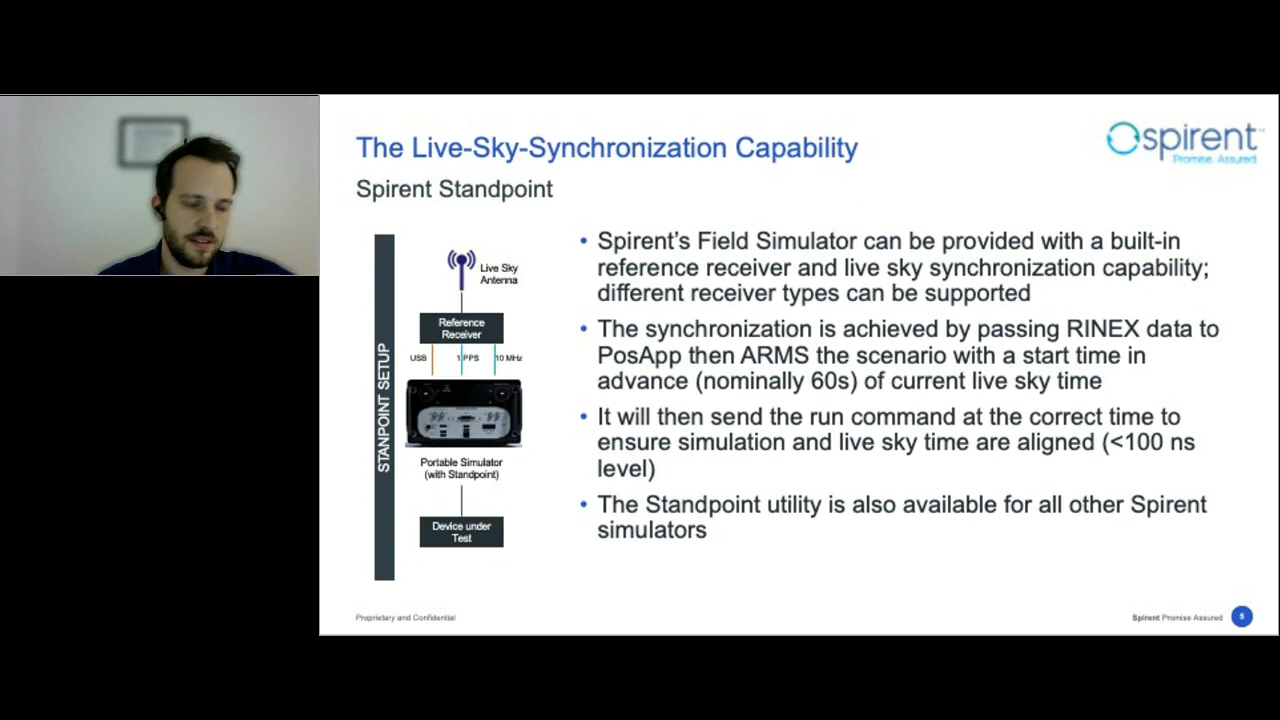 The Live-Sky-Synchronization Capability
spirent™
Promise. Assured.
Spirent Standpoint
STANPOINT SETUP
Live Sky
Antenna
Reference
Receiver
USB
1 PPS
10 MHz
Portable Simulator
(with Standpoint)
Device under
Test
• Spirent’s Field Simulator can be provided with a built-in
reference receiver and live sky synchronization capability;
different receiver types can be supported
• The synchronization is achieved by passing RINEX data to
PosApp then ARMS the scenario with a start time in
advance (nominally 60s) of current live sky time
• It will then send the run command at the correct time to
ensure simulation and live sky time are aligned (<100 ns
level)
• The Standpoint utility is also available for all other Spirent
simulators
Proprietary and Confidential
Spirent Promise Assured
5